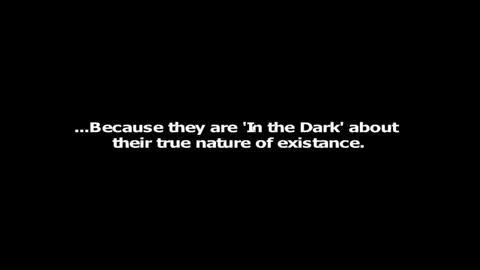 ...Because they are 'In the Dark' about
their true nature of existance.